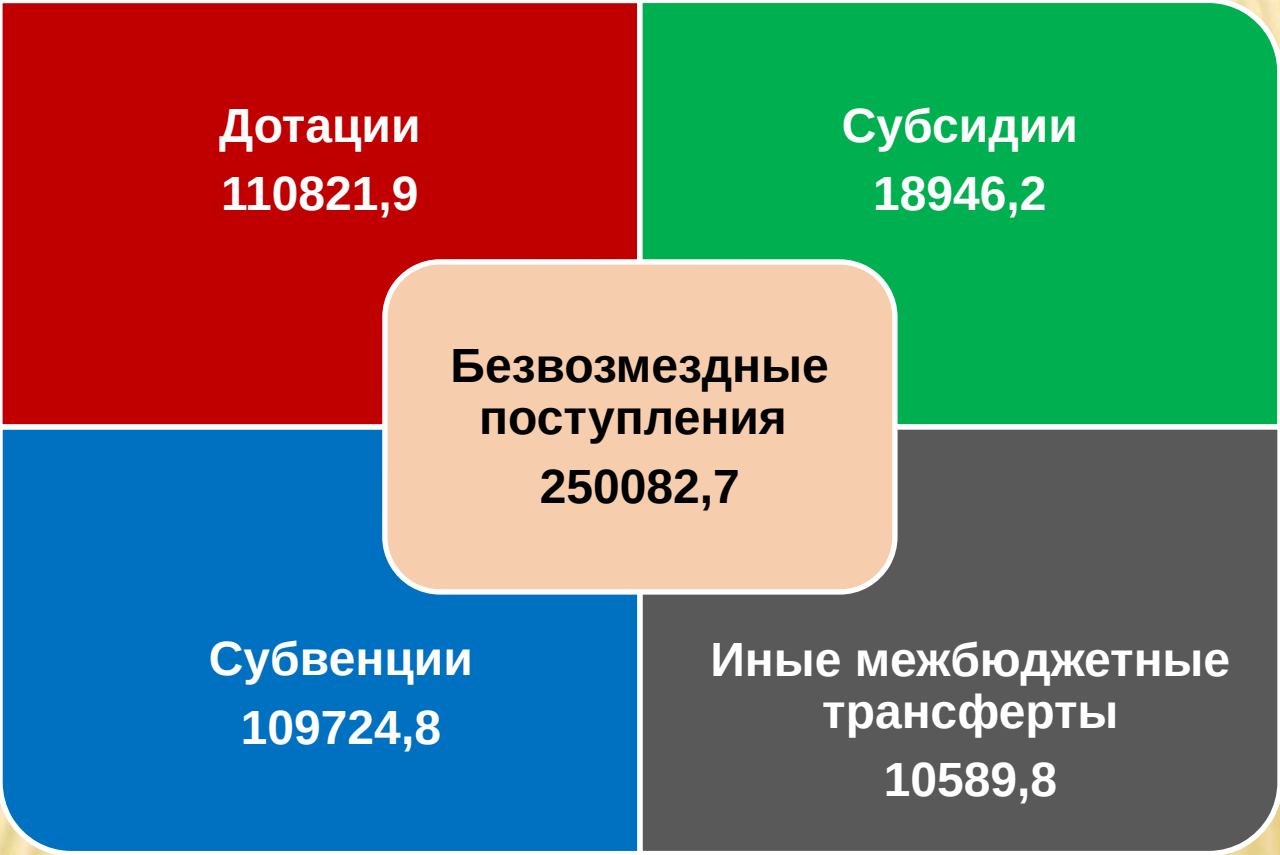 Дотации
110821,9
Субсидии
18946,2
Безвозмездные
поступления
250082,7
Субвенции
109724,8
Иные межбюджетные
трансферты
10589,8